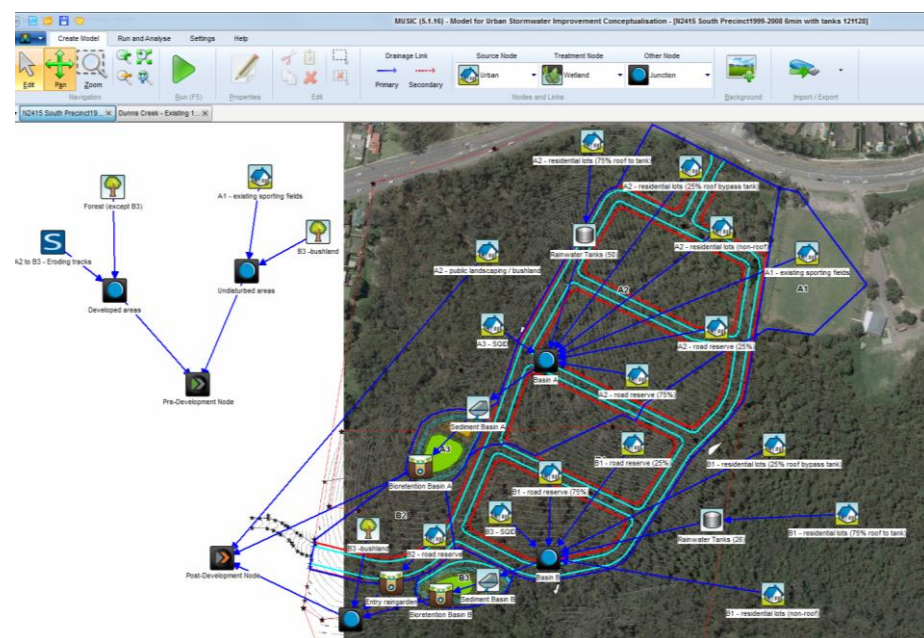 MUSIC (5.1.16) - Model for Urban Stormwater Improvement Conceptualisation - [N2415 South Precinct1999-2008 6min with tanks 121128]
Create Model Run and Analyse Settings Help
Drainage Link Source Node Treatment Node Other Node
Urban Wetland Junction
Edit Pan Zoom Run (F5) Properties Primary Secondary
Navigation Edit Nodes and Links Background Import / Export
N2415 South Precinct19... Dunns Creek - Existing 1...
A2 - residential lots (75% roof to tank)
A2 - residential lots (25% roof bypass tank)
Forest (except B3)
A1 - existing sporting fields
A2 - residential lots (non-roof)
B3 -bushland
Rainwater Tanks (50)
A2 to B3 - Eroding tracks
A2 - public landscaping / bushland
A1 - existing sporting fields
Undisturbed areas
A2
A1
Developed areas
A3 - SQID
A2 - road reserve (25%)
Basin A
Pre-Development Node
A2 - road reserve (75%)
Sediment Basin A
A3
B1 - road reserve (25%)
B1 - residential lots (25% roof bypass tank)
Bioretention Basin A
B1 - road reserve (75%)
B2
B3 - SQID
B1 - residential lots (75% roof to tank)
Rainwater Tanks (26)
B3 -bushland
B2 - road reserve
Post-Development Node
Basin B
B3
Entry raingarden
Sediment Basin B
Bioretention Basin B
B1 - residential lots (non-roof)